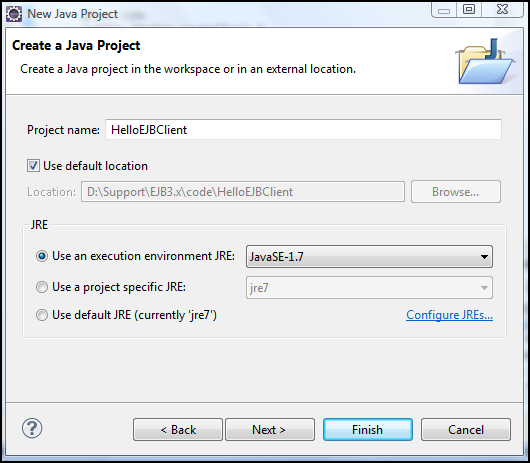 New Java Project
Create a Java Project
Create a Java project in the workspace or in an external location.
Project name: HelloEJBClient
Use default location
Location: D:\Support\EJB3.x\code\HelloEJBClient Browse...
JRE
Use an execution environment JRE: JavaSE-1.7
Use a project specific JRE: jre7
Use default JRE (currently 'jre7') Configure JREs...
? < Back Next > Finish Cancel